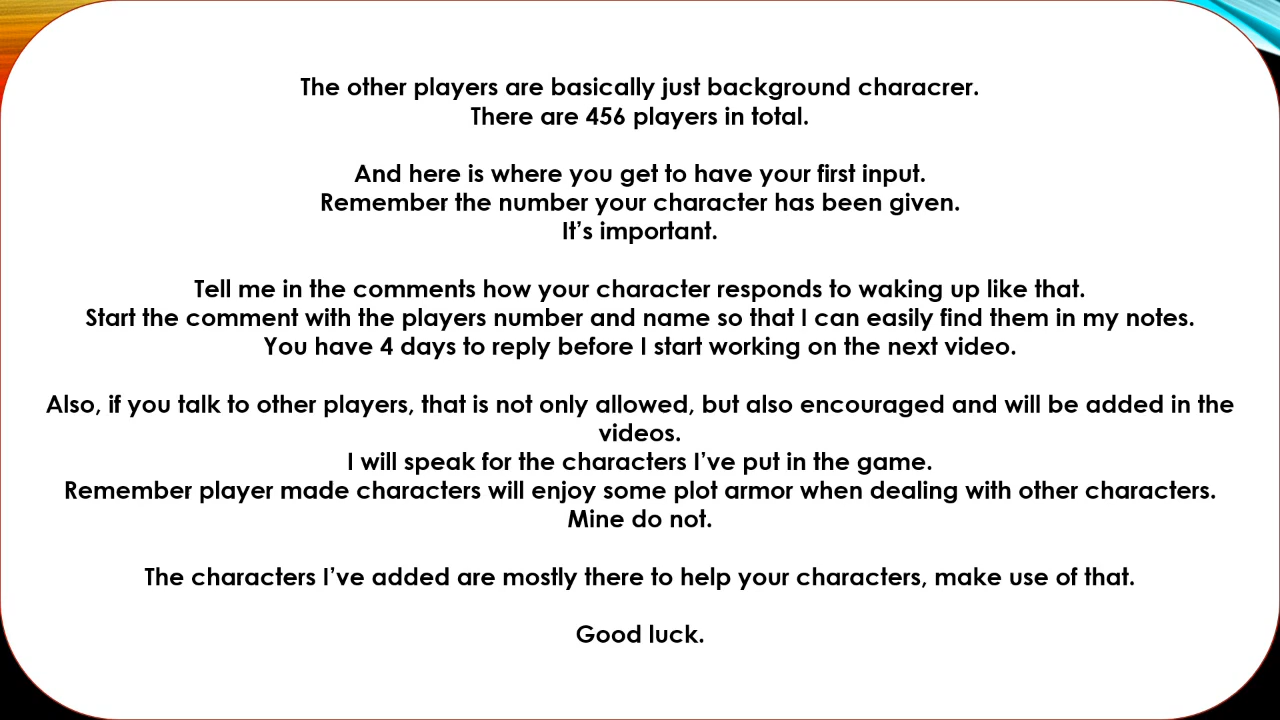 The other players are basically just background characrer.
There are 456 players in total.
And here is where you get to have your first input.
Remember the number your character has been given.
It's important.
Tell me in the comments how your character responds to waking up like that.
Start the comment with the players number and name so that I can easily find them in my notes.
You have 4 days to reply before I start working on the next video.
Also, if you talk to other players, that is not only allowed, but also encouraged and will be added in the
videos.
I will speak for the characters I've put in the game.
Remember player made characters will enjoy some plot armor when dealing with other characters.
Mine do not.
The characters I've added are mostly there to help your characters, make use of that.
Good luck.